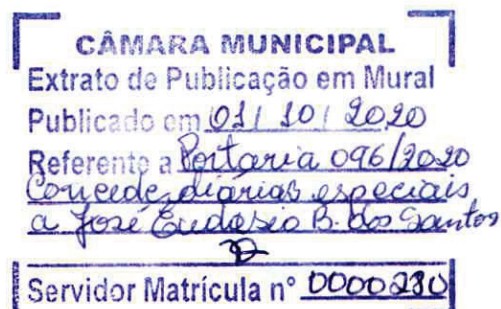 CÂMARA MUNICIPAL
Extrato de Publicação em Mural
Publicado em 01/10/2020
Referente a Portaria 096/2020
Concede diárias especiais
a José Eudásio B. dos Santos
Servidor Matrícula nº 0000230